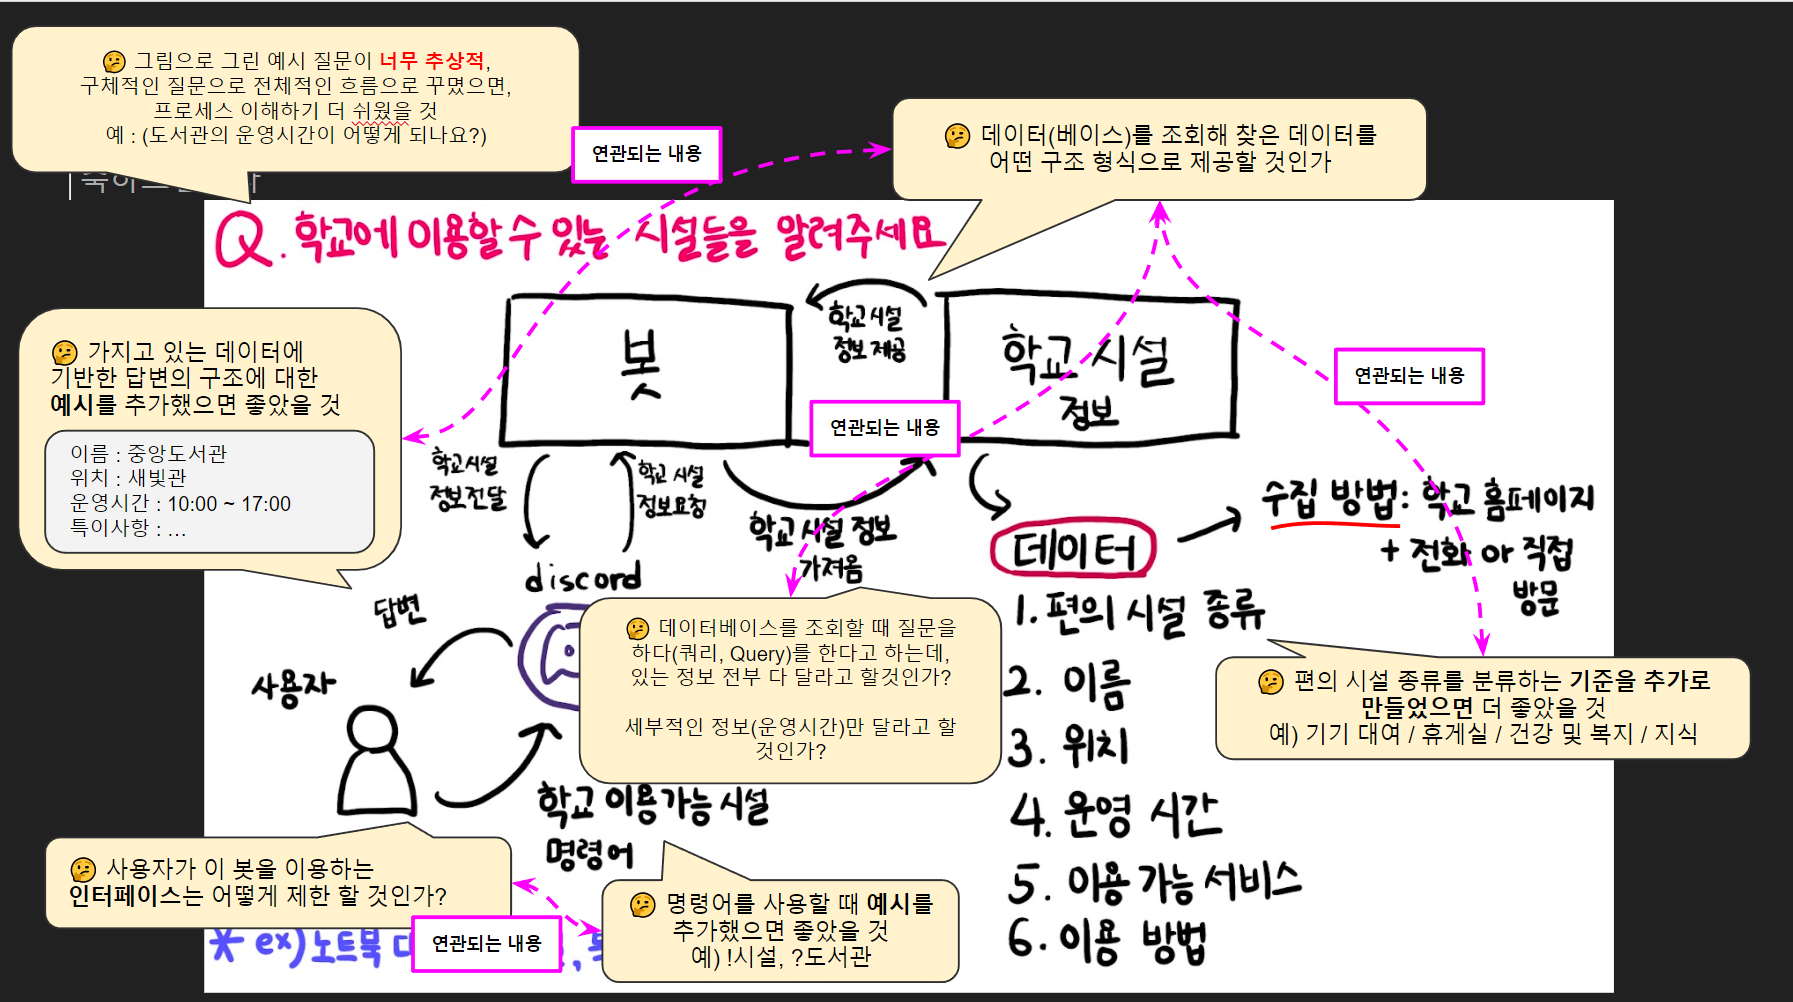 🤔 그림으로 그린 예시 질문이 너무 추상적,
구체적인 질문으로 전체적인 흐름으로 꾸몄으면,
프로세스 이해하기 더 쉬웠을 것
예 : (도서관의 운영시간이 어떻게 되나요?)
연관되는 내용
🤔 데이터(베이스)를 조회해 찾은 데이터를
어떤 구조 형식으로 제공할 것인가
Q. 학교에 이용할 수 있는 시설들을 알려주세요
🤔 가지고 있는 데이터에
기반한 답변의 구조에 대한
예시를 추가했으면 좋았을 것
이름 : 중앙도서관
위치 : 새빛관
운영시간 : 10:00 ~ 17:00
특이사항 : ...
봇
학교시설
정보 제공
학교 시설
정보
연관되는 내용
연관되는 내용
학교시설
정보전달
학교 시설
정보요청
학교 시설 정보
가져옴
데이터
수집 방법: 학교 홈페이지
+ 전화 or 직접
방문
discord
답변
사용자
🤔 데이터베이스를 조회할 때 질문을
하다(쿼리, Query)를 한다고 하는데,
있는 정보 전부 다 달라고 할것인가?
세부적인 정보(운영시간)만 달라고 할
것인가?
1. 편의 시설 종류
2. 이름
3. 위치
4. 운영 시간
5. 이용 가능 서비스
6. 이용 방법
🤔 편의 시설 종류를 분류하는 기준을 추가로
만들었으면 더 좋았을 것
예) 기기 대여 / 휴게실 / 건강 및 복지 / 지식
학교 이용가능 시설
명령어
🤔 사용자가 이 봇을 이용하는
인터페이스는 어떻게 제한 할 것인가?
연관되는 내용
🤔 명령어를 사용할 때 예시를
추가했으면 좋았을 것
예) !시설, ?도서관
* ex) 노트북